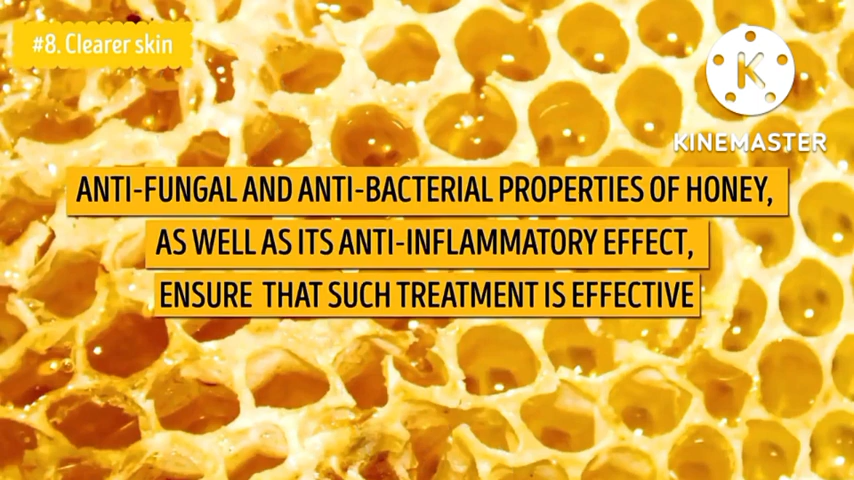 #8. Clearer skin
K
KINEMASTER
ANTI-FUNGAL AND ANTI-BACTERIAL PROPERTIES OF HONEY,
AS WELL AS ITS ANTI-INFLAMMATORY EFFECT,
ENSURE THAT SUCH TREATMENT IS EFFECTIVE